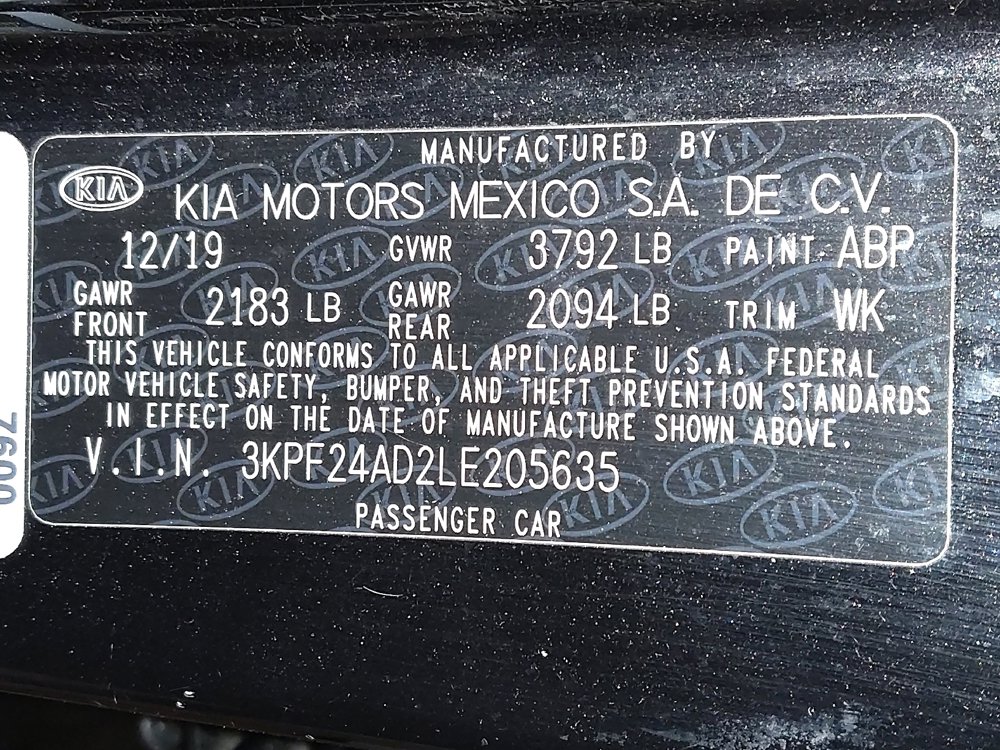 MANUFACTURED BY
KIA KIA MOTORS MEXICO S.A. DE C.V.
12/19 GVWR 3792 LB PAINT ABP
GAWR FRONT 2183 LB GAWR REAR 2094 LB TRIM WK
THIS VEHICLE CONFORMS TO ALL APPLICABLE U.S.A. FEDERAL
MOTOR VEHICLE SAFETY, BUMPER, AND THEFT PREVENTION STANDARDS
IN EFFECT ON THE DATE OF MANUFACTURE SHOWN ABOVE.
V.I.N. 3KPF24AD2LE205635
PASSENGER CAR